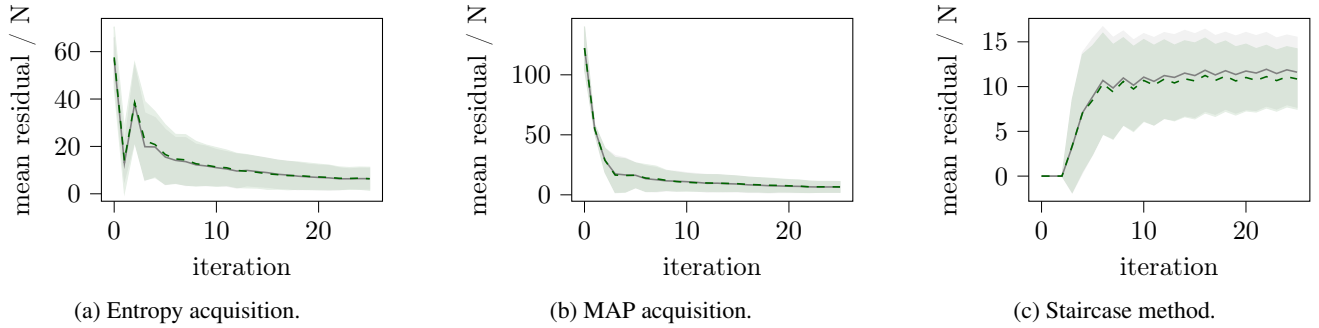 mean residual / N
60
40
20
0
0 10 20
iteration
(a) Entropy acquisition.
mean residual / N
100
50
0
0 10 20
iteration
(b) MAP acquisition.
mean residual / N
15
10
5
0
0 10 20
iteration
(c) Staircase method.